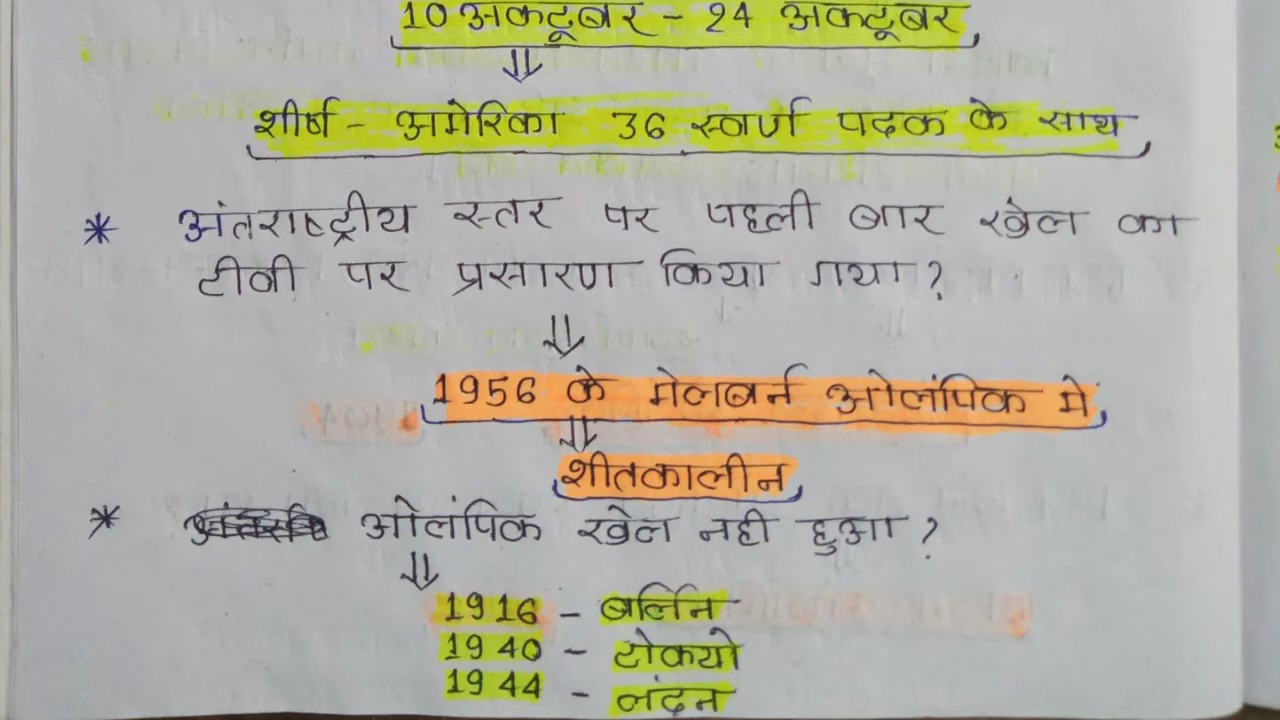 10 अक्टूबर - 24 अक्टूबर
शीर्ष - अमेरिका 36 स्वर्ण पदक के साथ
* अंतराष्ट्रीय स्तर पर पहली बार खेल का
टीवी पर प्रसारण किया गया?
1956 के मेलबर्न ओलंपिक मे
शीतकालीन
* ओलंपिक खेल नही हुआ?
1916 - बर्लिन
1940 - टोक्यो
1944 - लंदन